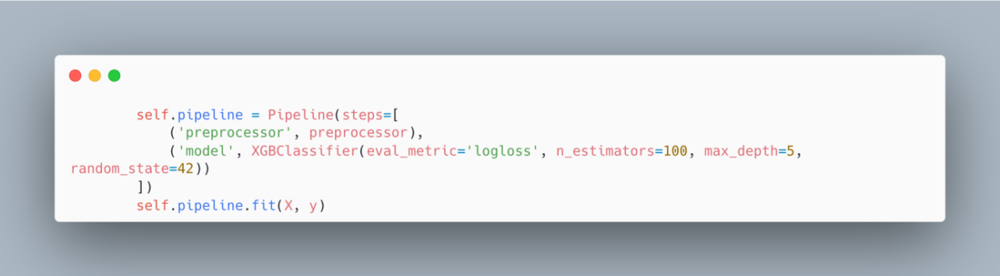 self.pipeline = Pipeline(steps=[
('preprocessor', preprocessor),
('model', XGBClassifier(eval_metric='logloss', n_estimators=100, max_depth=5,
random_state=42))
])
self.pipeline.fit(X, y)